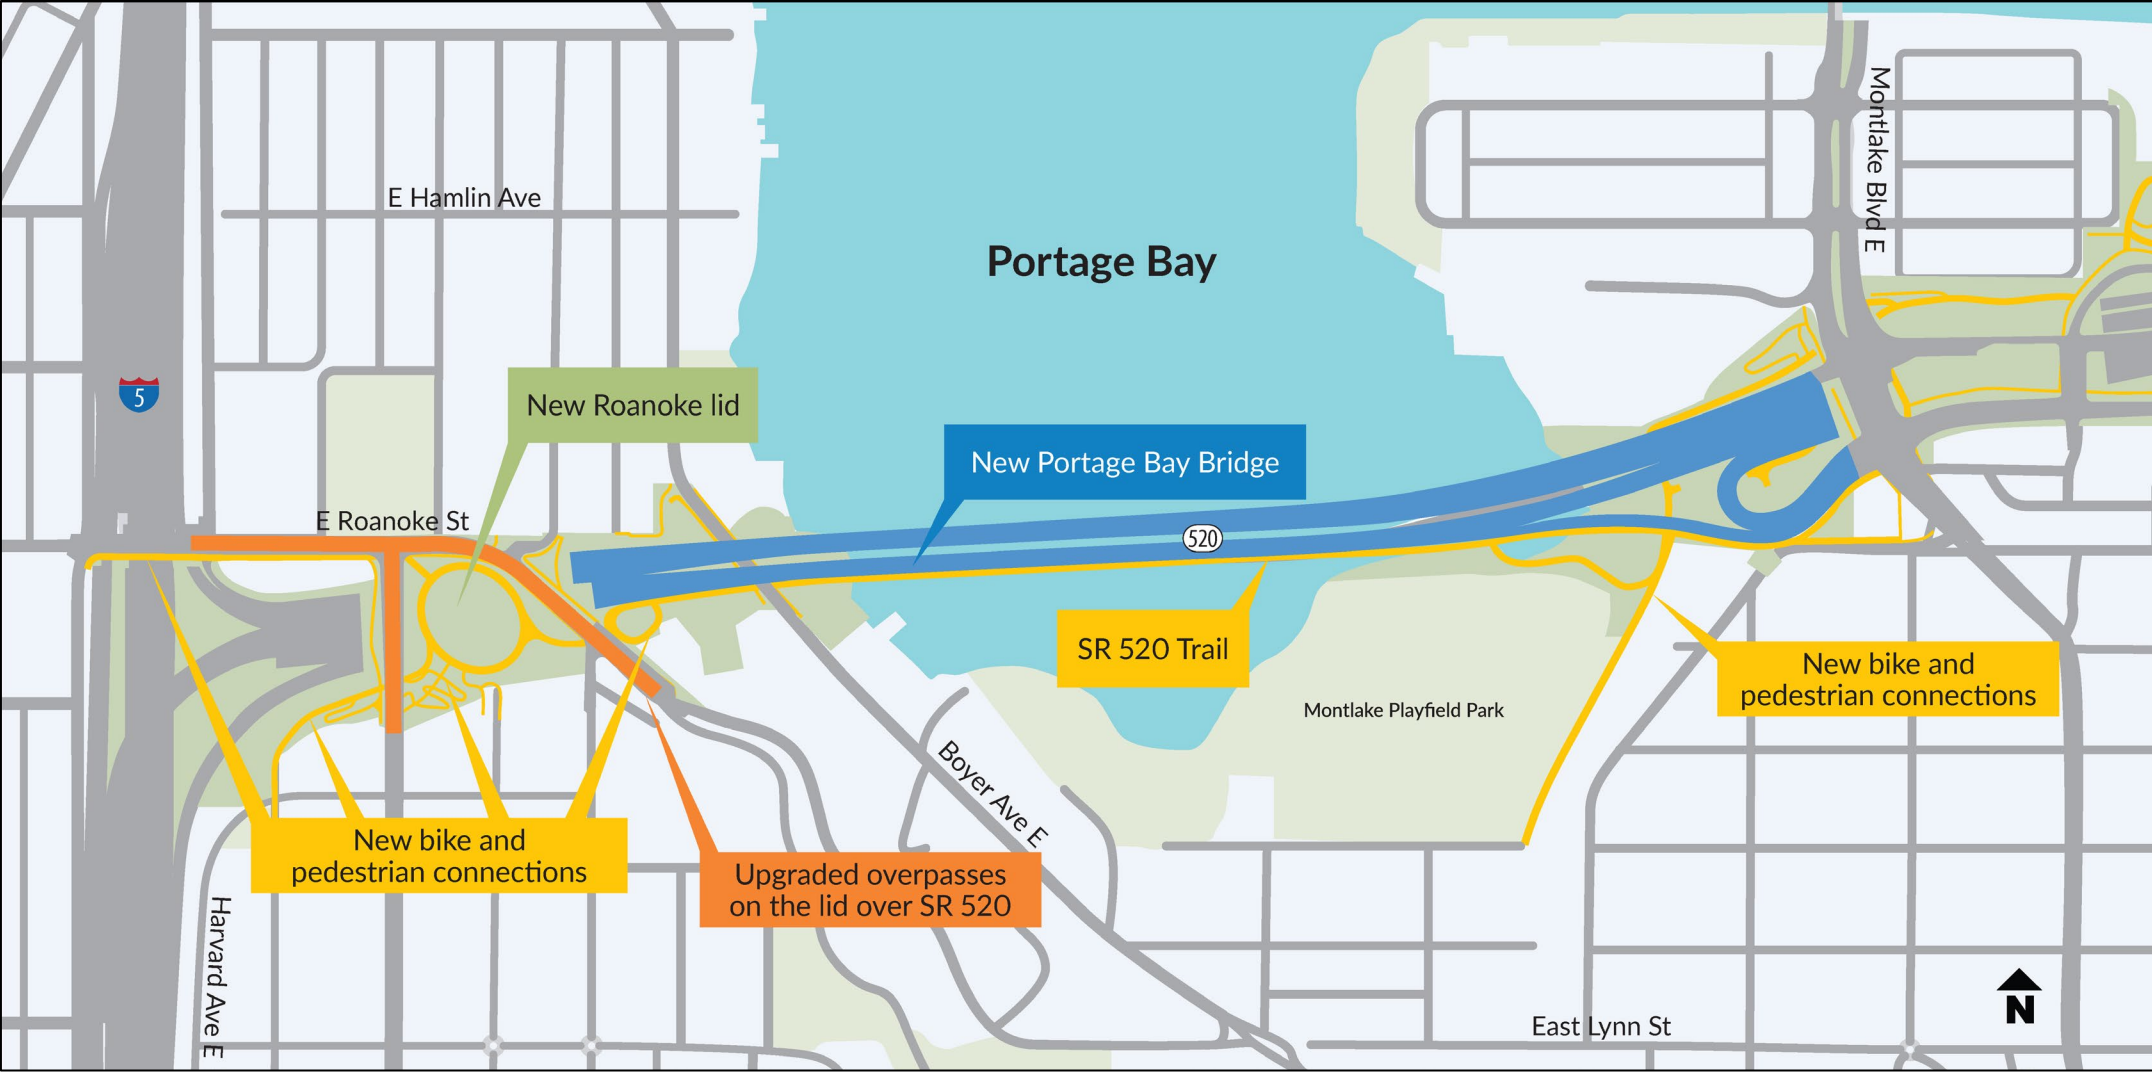 Montlake Blvd E
E Hamlin Ave
Portage Bay
5
New Roanoke lid
New Portage Bay Bridge
E Roanoke St
520
SR 520 Trail
New bike and
pedestrian connections
Montlake Playfield Park
Boyer Ave E
New bike and
pedestrian connections
Upgraded overpasses
on the lid over SR 520
Harvard Ave E
East Lynn St
N